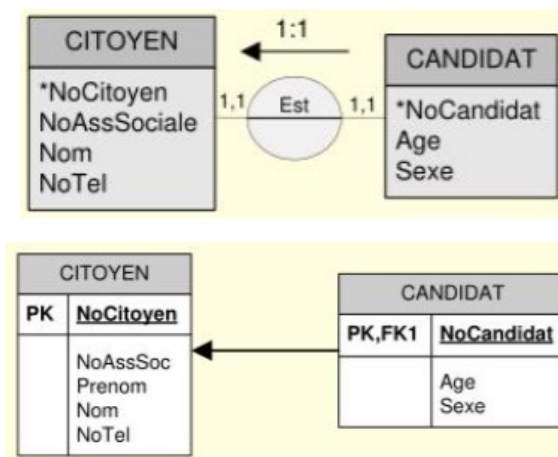 CITOYEN
*NoCitoyen
NoAssSociale
Nom
NoTel
1:1
1,1
Est
1,1
CANDIDAT
*NoCandidat
Age
Sexe
CITOYEN
PK NoCitoyen
NoAssSoc
Prenom
Nom
NoTel
CANDIDAT
PK,FK1 NoCandidat
Age
Sexe